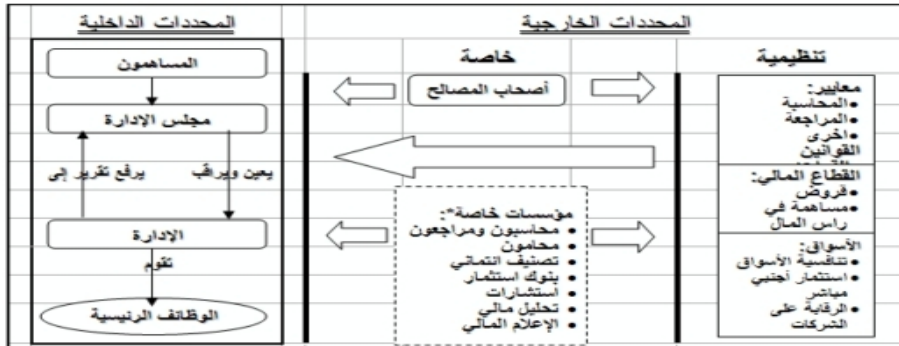 المحددات الخارجية
المحددات الداخلية
تنظيمية
خاصة
معايير:
•المحاسبة
•المراجعة
•اخرى
القوانين
القطاع المالي:
•قروض
•مساهمة في
راس المال
الأسواق:
•تنافسية الأسواق
•استثمار أجنبي
مباشر
•الرقابة على
الشركات
أصحاب المصالح
مؤسسات خاصة*:
• محاسبون ومراجعون
• محامون
• تصنيف ائتماني
• بنوك استثمار
• استشارات
• تحليل مالي
• الإعلام المالي
المساهمون
مجلس الإدارة
يعين ويراقب
يرفع تقرير إلى
الإدارة
تقوم
الوظائف الرئيسية